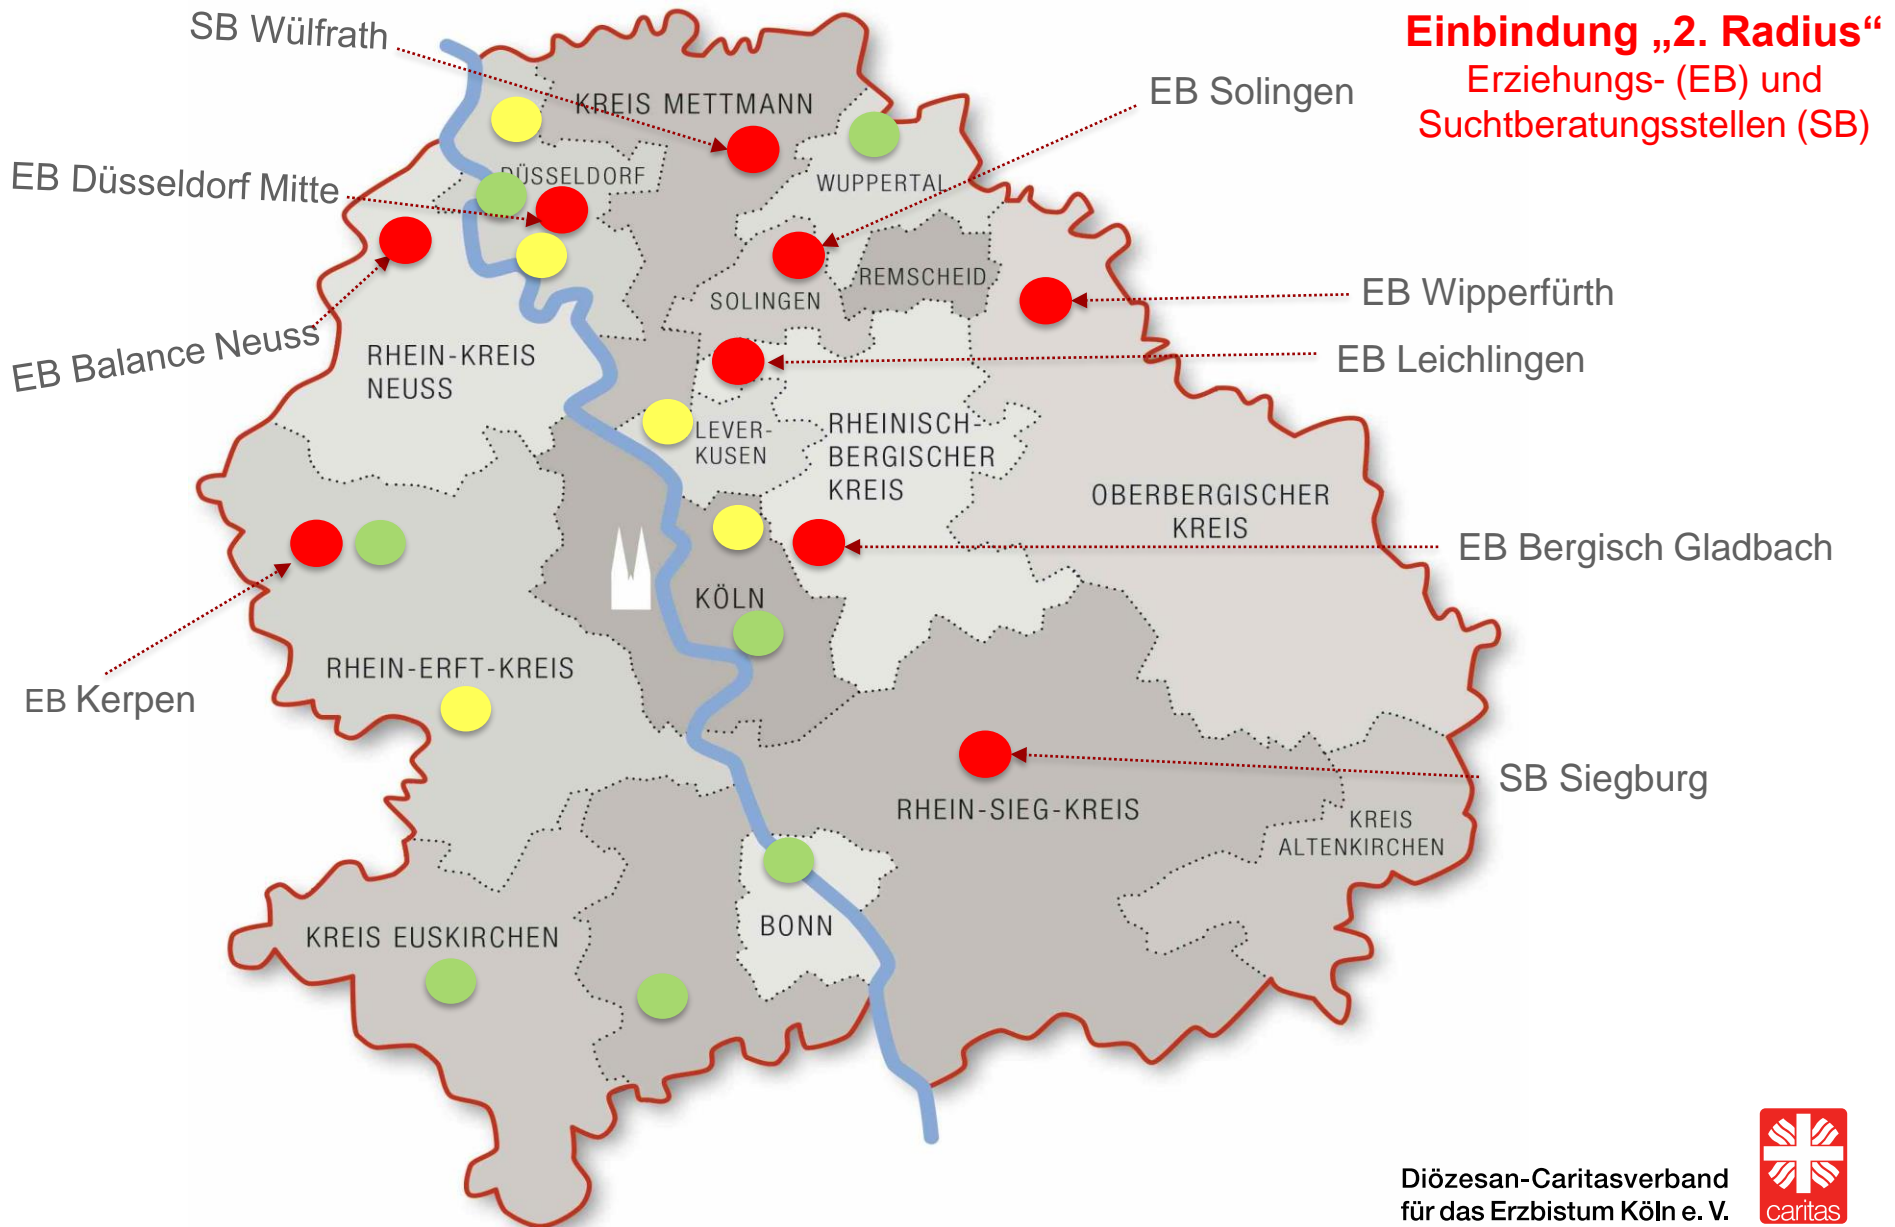 Einbindung „2. Radius“
Erziehungs- (EB) und
Suchtberatungsstellen (SB)
SB Wülfrath
EB Solingen
KREIS METTMANN
EB Düsseldorf Mitte
DÜSSELDORF
WUPPERTAL
REMSCHEID
SOLINGEN
EB Wipperfürth
EB Balance Neuss
RHEIN-KREIS
NEUSS
EB Leichlingen
LEVER-
KUSEN
RHEINISCH-
BERGISCHER
KREIS
OBERBERGISCHER
KREIS
EB Bergisch Gladbach
KÖLN
RHEIN-ERFT-KREIS
EB Kerpen
SB Siegburg
RHEIN-SIEG-KREIS
KREIS
ALTENKIRCHEN
BONN
KREIS EUSKIRCHEN
Diözesan-Caritasverband
für das Erzbistum Köln e. V.
caritas